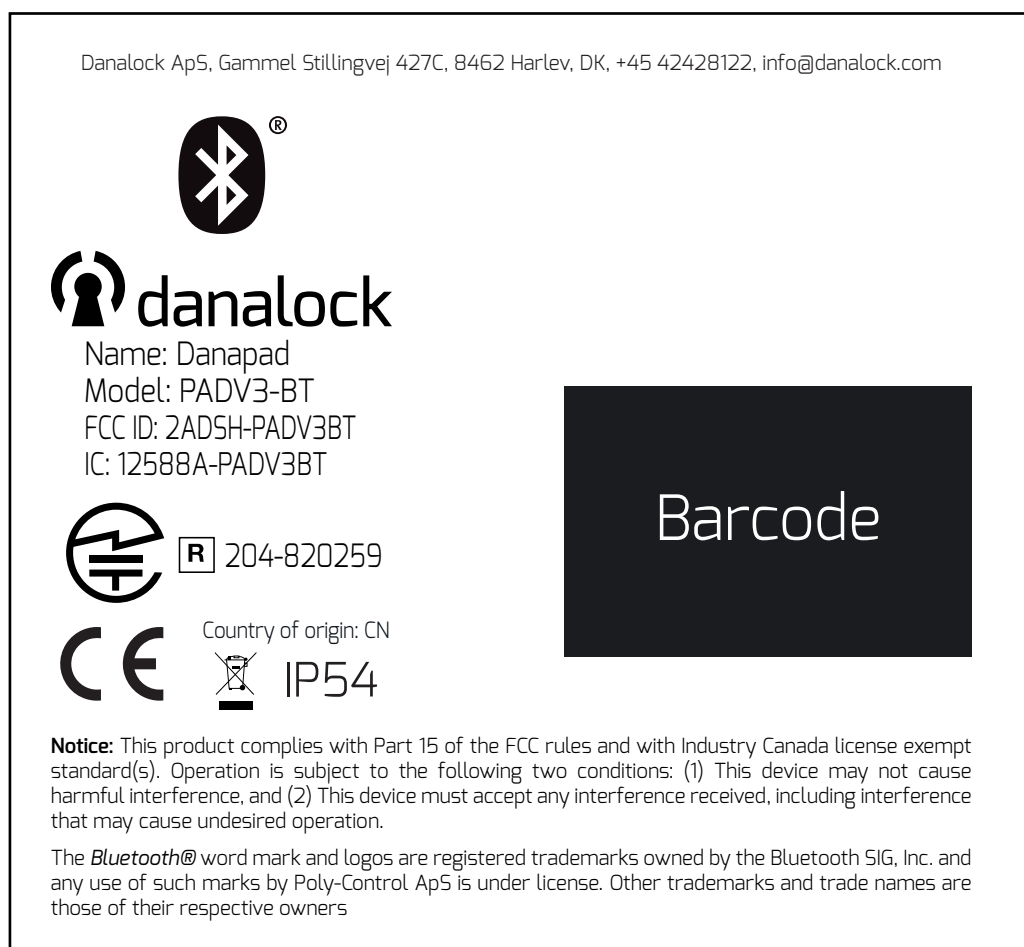 Danalock ApS, Gammel Stillingvej 427C, 8462 Harlev, DK, +45 42428122, info@danalock.com
®
danalock
Name: Danapad
Model: PADV3-BT
FCC ID: 2ADSH-PADV3BT
IC: 12588A-PADV3BT
Barcode
R 204-820259
Country of origin: CN
CE
IP54
Notice: This product complies with Part 15 of the FCC rules and with Industry Canada license exempt
standard(s). Operation is subject to the following two conditions: (1) This device may not cause
harmful interference, and (2) This device must accept any interference received, including interference
that may cause undesired operation.
The Bluetooth® word mark and logos are registered trademarks owned by the Bluetooth SIG, Inc. and
any use of such marks by Poly-Control ApS is under license. Other trademarks and trade names are
those of their respective owners